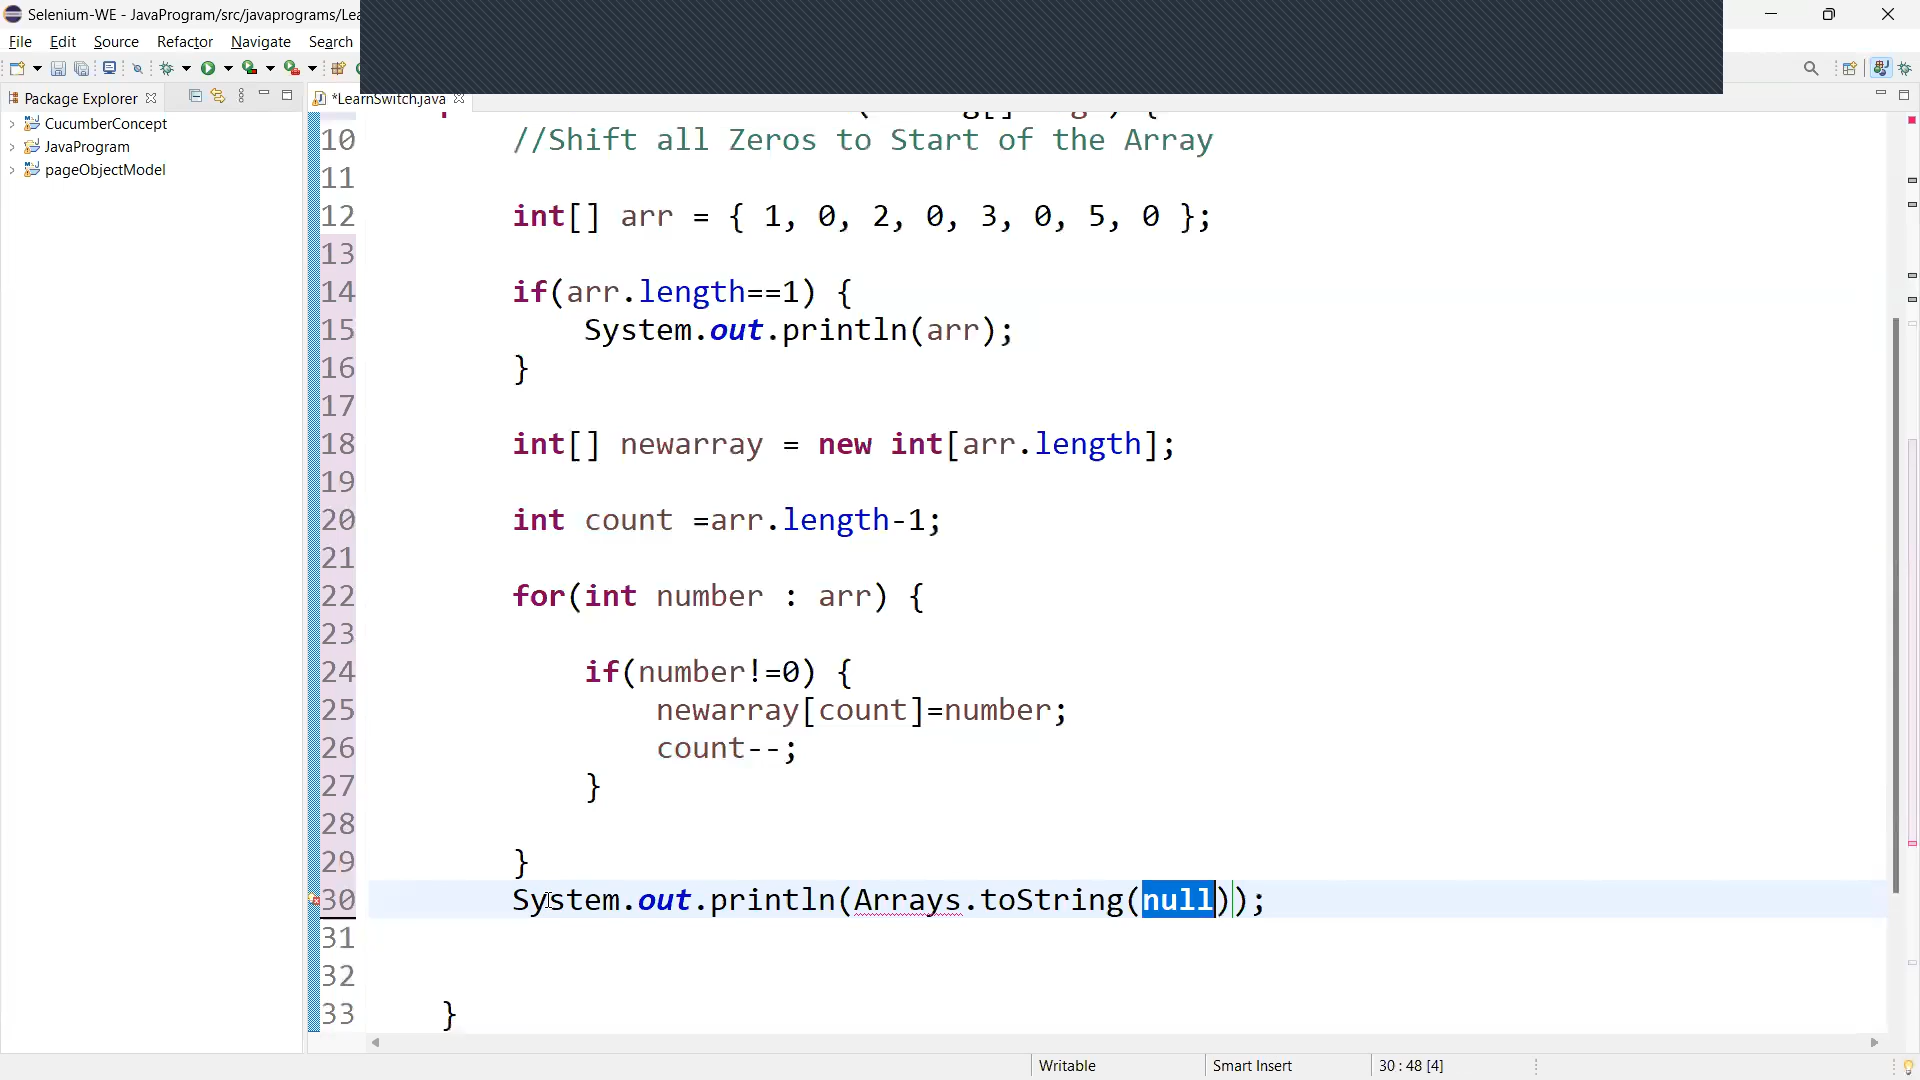 Selenium-WE - JavaProgram/src/javaprograms/Lea
File Edit Source Refactor Navigate Search
Package Explorer
*LearnSwitch.java
CucumberConcept
JavaProgram
pageObjectModel
10 //Shift all Zeros to Start of the Array
11
12 int[] arr = { 1, 0, 2, 0, 3, 0, 5, 0 };
13
14 if(arr.length==1) {
15 System.out.println(arr);
16 }
17
18 int[] newarray = new int[arr.length];
19
20 int count =arr.length-1;
21
22 for(int number : arr) {
23
24 if(number!=0) {
25 newarray[count]=number;
26 count--;
27 }
28
29 }
30 System.out.println(Arrays.toString(null));
31
32
33 }
Writable Smart Insert 30 : 48 [4]